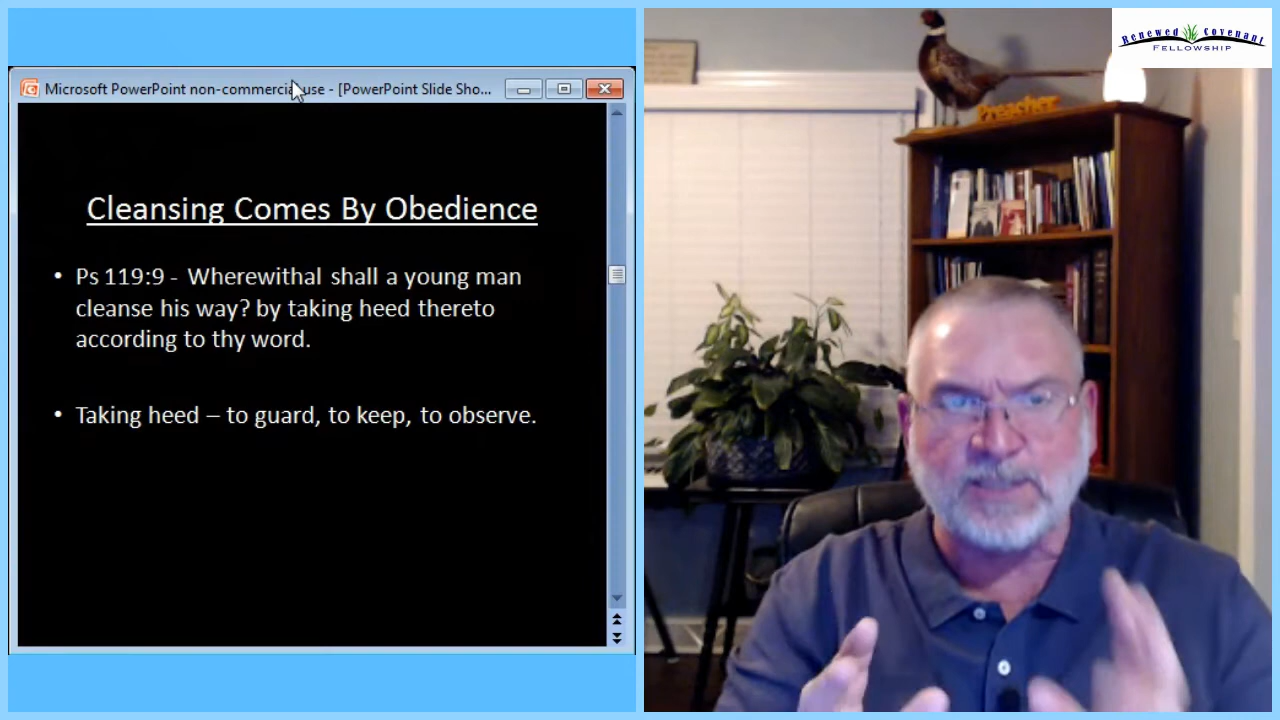 Microsoft PowerPoint non-commercial use - [PowerPoint Slide Sho...
Cleansing Comes By Obedience
• Ps 119:9 - Wherewithal shall a young man
cleanse his way? by taking heed thereto
according to thy word.
• Taking heed – to guard, to keep, to observe.
Renewed Covenant
FELLOWSHIP
Preacher